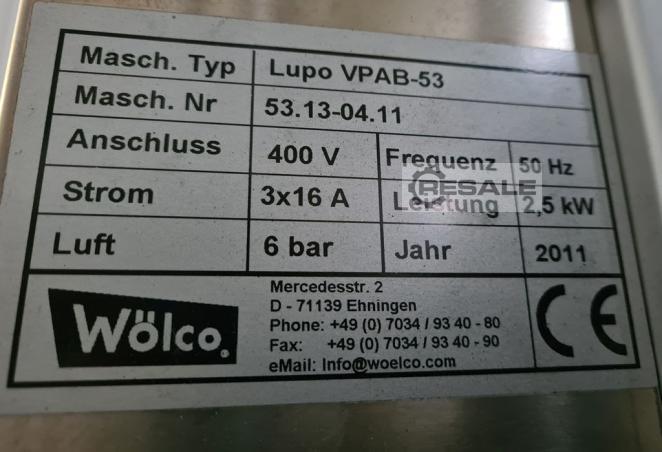 Masch. Typ Lupo VPAB-53
Masch. Nr 53.13-04.11
Anschluss 400 V Frequenz 50 Hz
RESALE
Strom 3x16 A Leistung 2,5 kW
Luft 6 bar Jahr 2011
Wölco.
Mercedesstr. 2
D - 71139 Ehningen
Phone: +49 (0) 7034 / 93 40 - 80
Fax: +49 (0) 7034 / 93 40 - 90
eMail: Info@woelco.com
CE